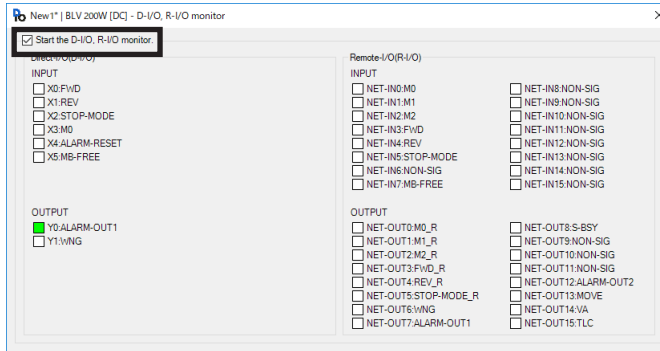 New1* | BLV 200W [DC] - D-I/O, R-I/O monitor
Start the D-I/O, R-I/O monitor.
Direct-I/O(D-I/O)
INPUT
X0:FWD
X1:REV
X2:STOP-MODE
X3:M0
X4:ALARM-RESET
X5:MB-FREE
OUTPUT
Y0:ALARM-OUT1
Y1:WNG
Remote-I/O(R-I/O)
INPUT
NET-IN0:M0
NET-IN1:M1
NET-IN2:M2
NET-IN3:FWD
NET-IN4:REV
NET-IN5:STOP-MODE
NET-IN6:NON-SIG
NET-IN7:MB-FREE
NET-IN8:NON-SIG
NET-IN9:NON-SIG
NET-IN10:NON-SIG
NET-IN11:NON-SIG
NET-IN12:NON-SIG
NET-IN13:NON-SIG
NET-IN14:NON-SIG
NET-IN15:NON-SIG
OUTPUT
NET-OUT0:M0_R
NET-OUT1:M1_R
NET-OUT2:M2_R
NET-OUT3:FWD_R
NET-OUT4:REV_R
NET-OUT5:STOP-MODE_R
NET-OUT6:WNG
NET-OUT7:ALARM-OUT1
NET-OUT8:S-BSY
NET-OUT9:NON-SIG
NET-OUT10:NON-SIG
NET-OUT11:NON-SIG
NET-OUT12:ALARM-OUT2
NET-OUT13:MOVE
NET-OUT14:VA
NET-OUT15:TLC